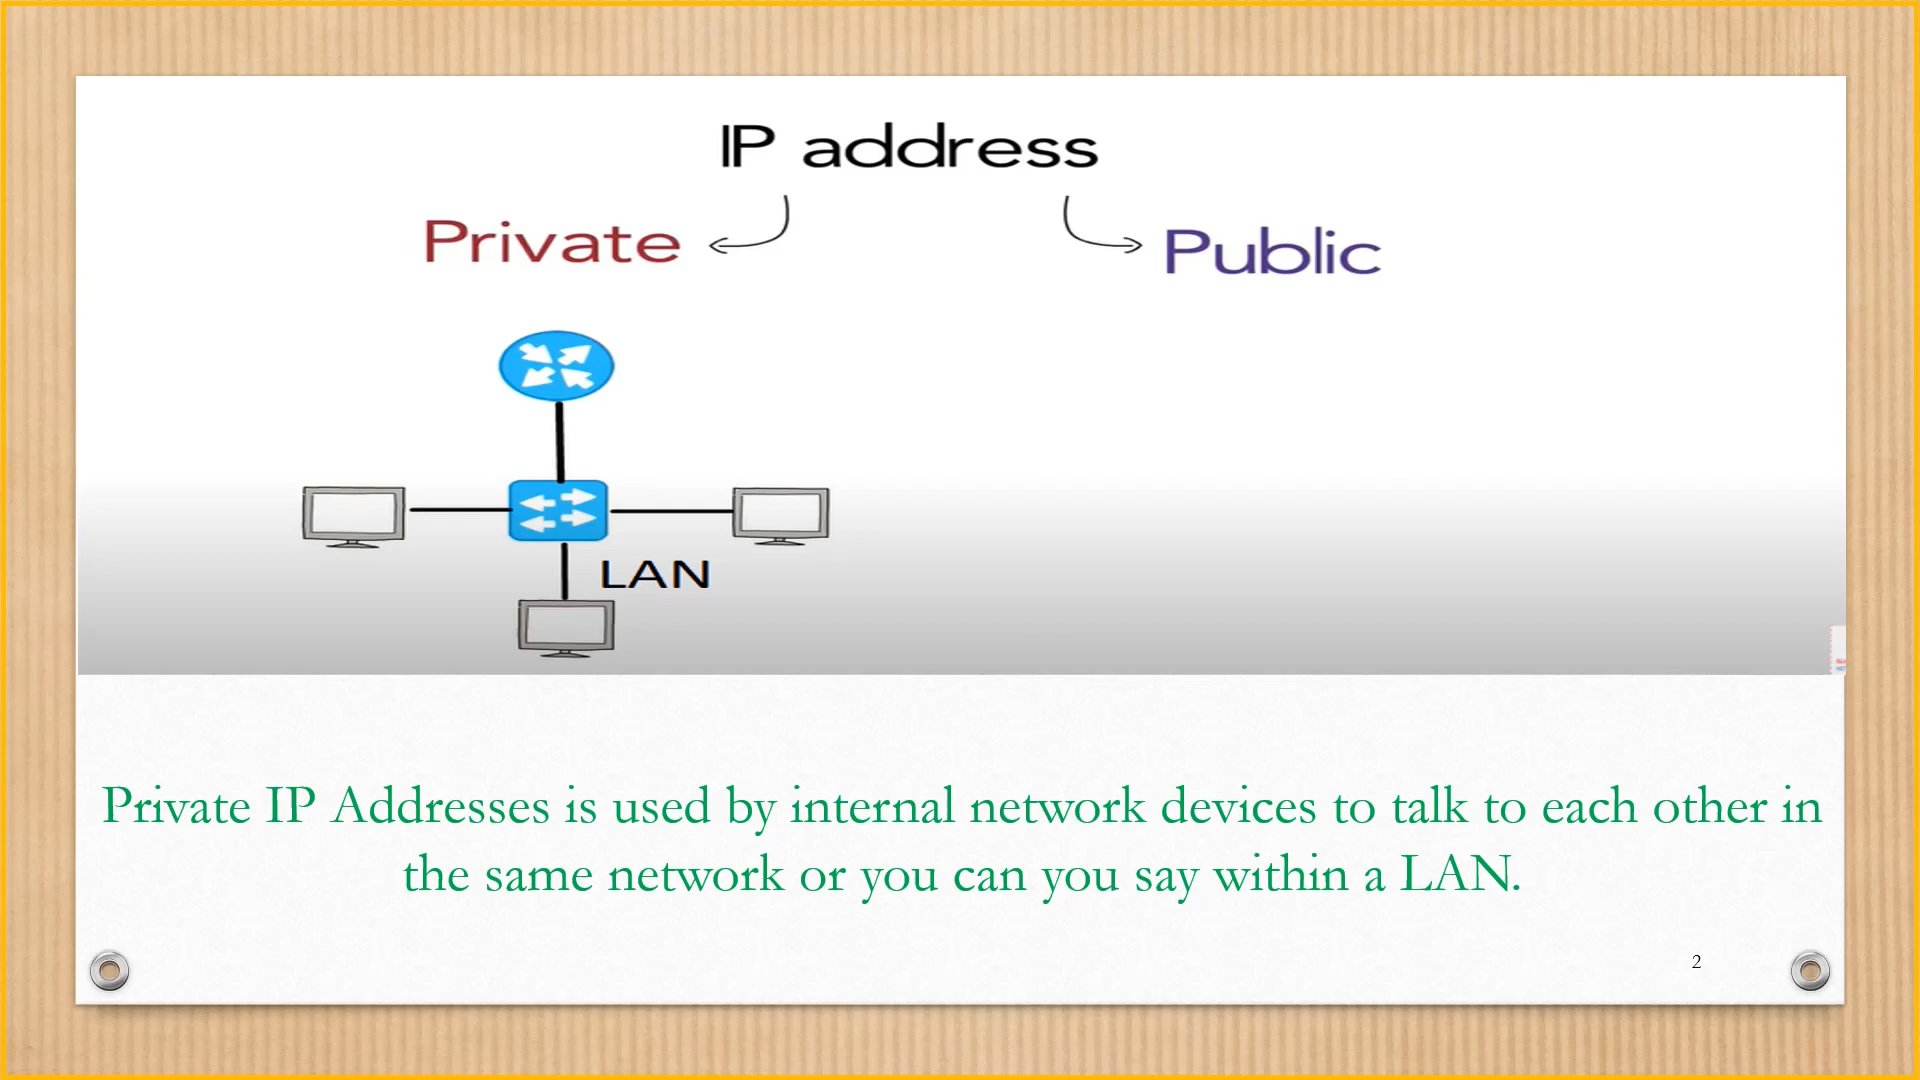 IP address
Private
Public
LAN
Private IP Addresses is used by internal network devices to talk to each other in
the same network or you can you say within a LAN.
2